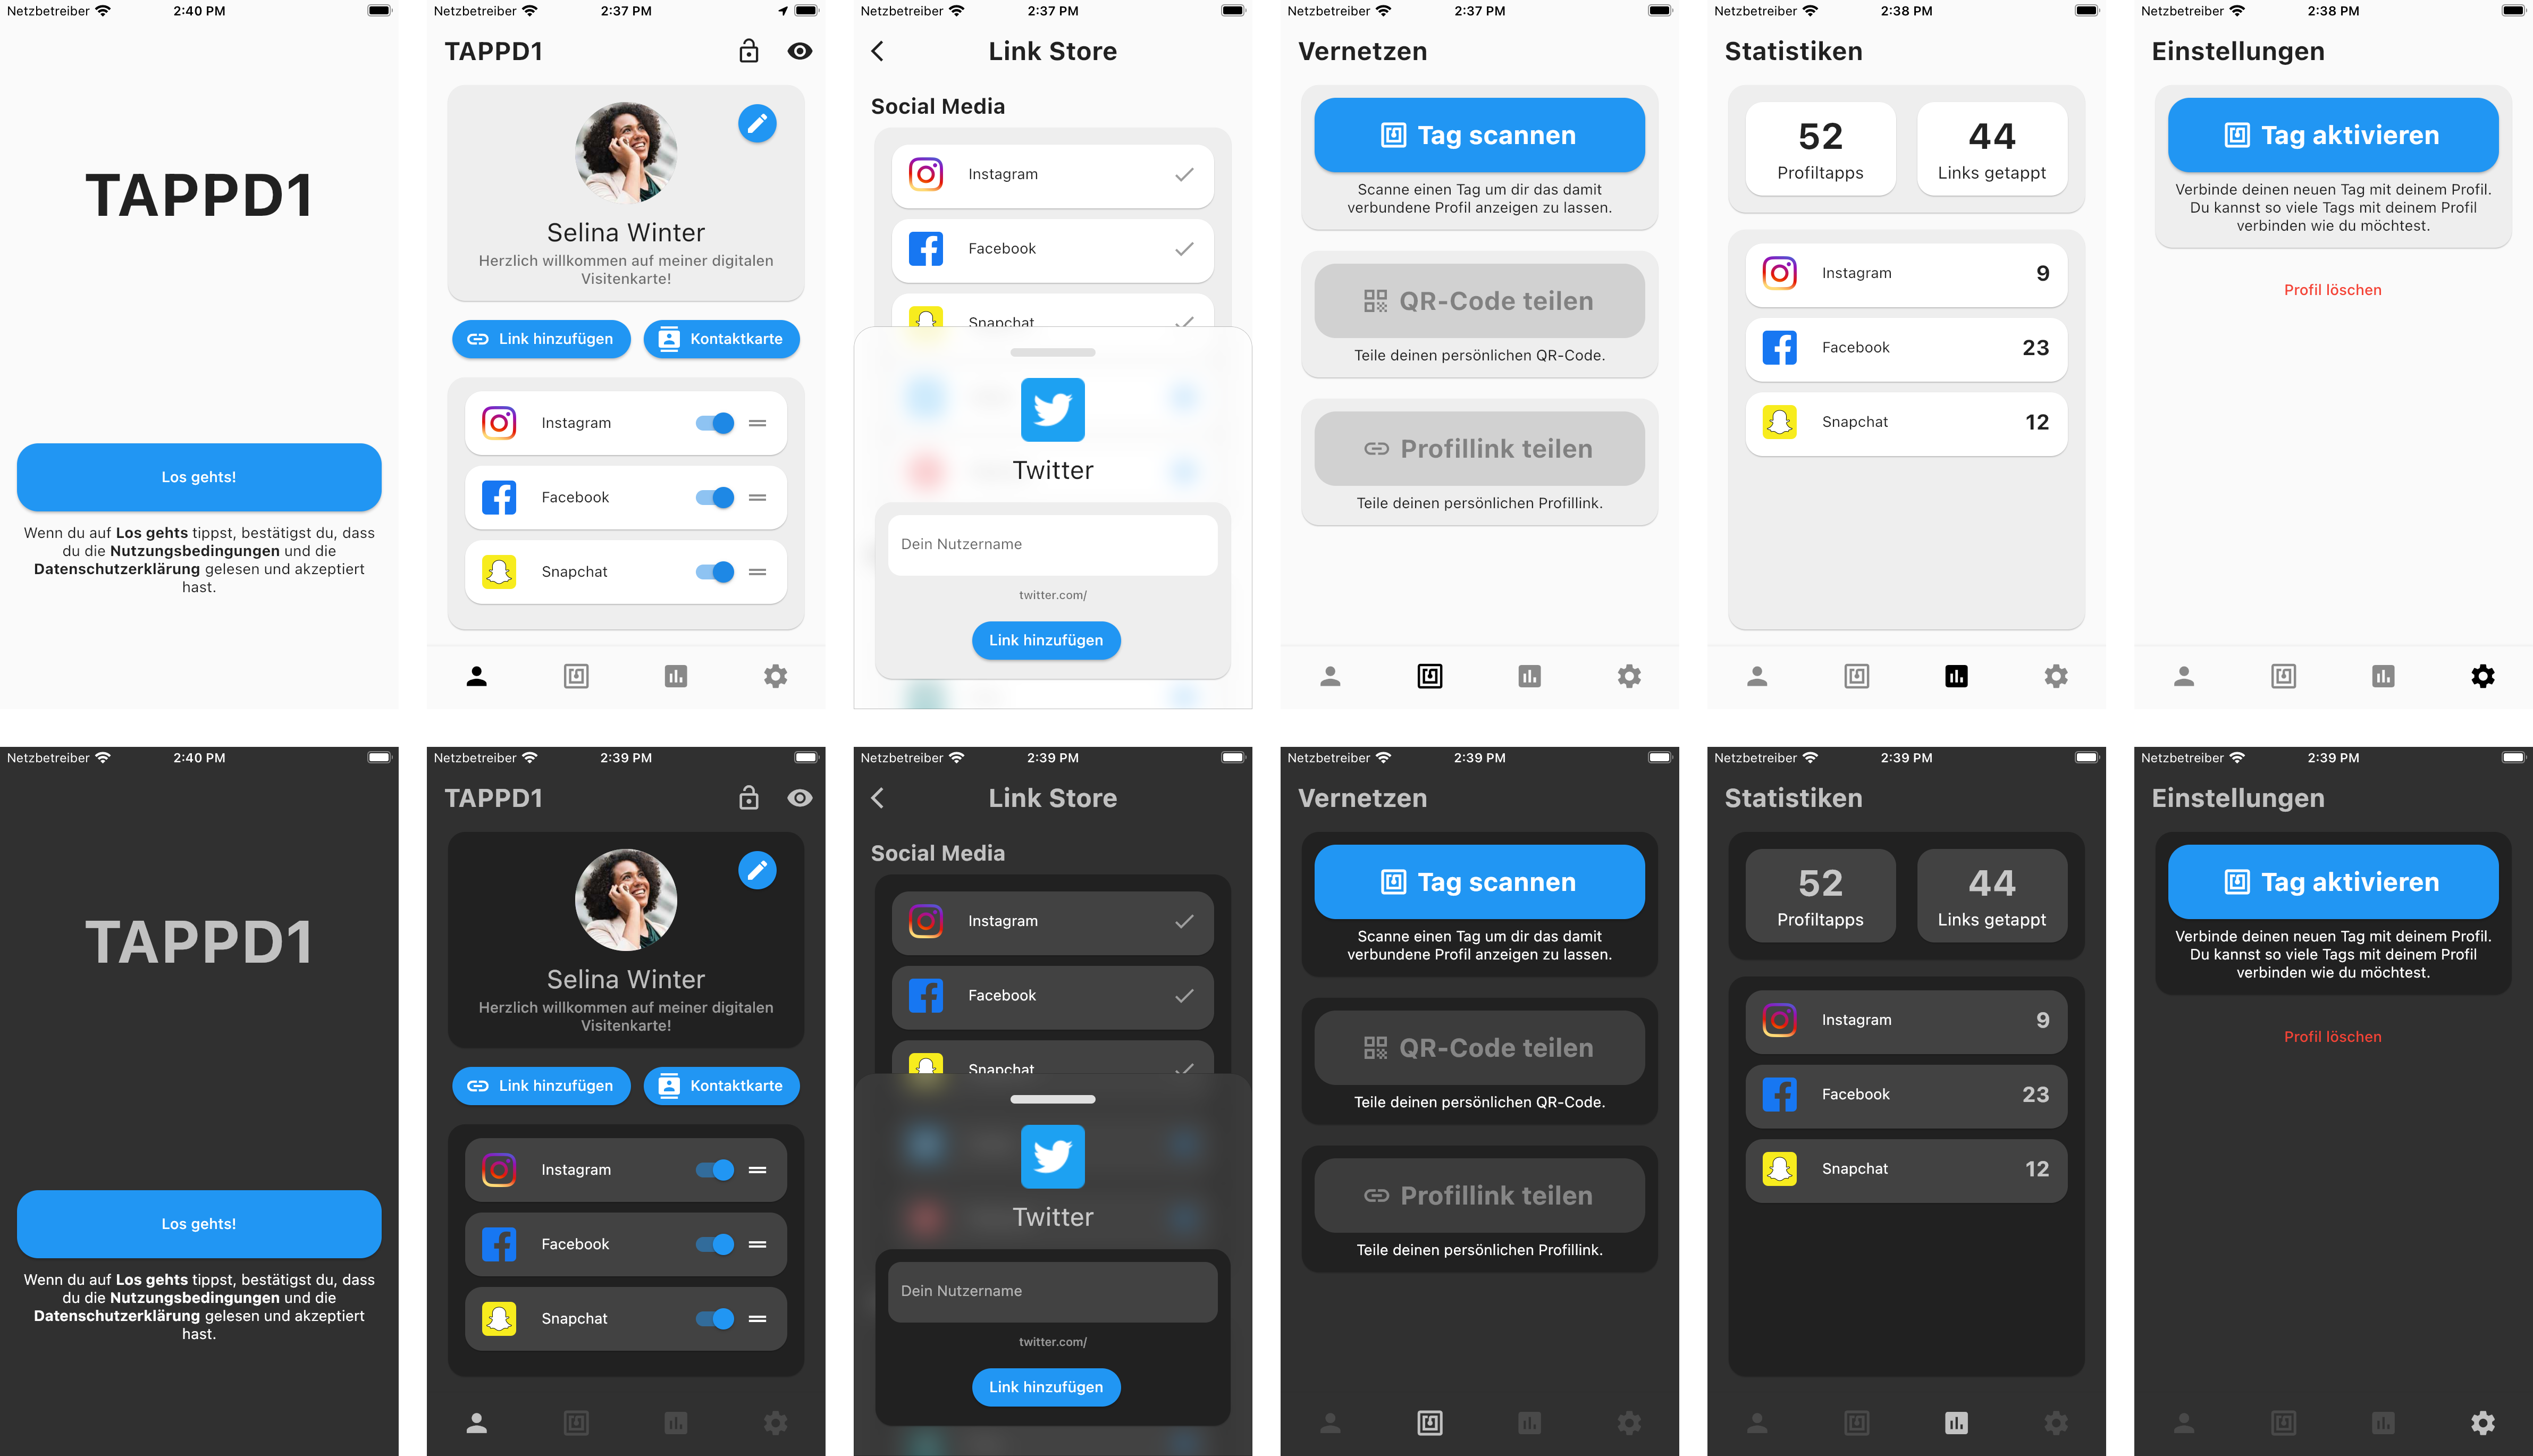 Netzbetreiber 2:40 PM
TAPPD1
Los gehts!
Wenn du auf Los gehts tippst, bestätigst du, dass
du die Nutzungsbedingungen und die
Datenschutzerklärung gelesen und akzeptiert
hast.
Netzbetreiber 2:37 PM
TAPPD1
Selina Winter
Herzlich willkommen auf meiner digitalen
Visitenkarte!
Link hinzufügen Kontaktkarte
Instagram
Facebook
Snapchat
Netzbetreiber 2:37 PM
Link Store
Social Media
Instagram
Facebook
Snapchat
Twitter
Dein Nutzername
twitter.com/
Link hinzufügen
Netzbetreiber 2:37 PM
Vernetzen
Tag scannen
Scanne einen Tag um dir das damit
verbundene Profil anzeigen zu lassen.
QR-Code teilen
Teile deinen persönlichen QR-Code.
Profillink teilen
Teile deinen persönlichen Profillink.
Netzbetreiber 2:38 PM
Statistiken
52 44
Profiltapps Links getappt
Instagram 9
Facebook 23
Snapchat 12
Netzbetreiber 2:38 PM
Einstellungen
Tag aktivieren
Verbinde deinen neuen Tag mit deinem Profil.
Du kannst so viele Tags mit deinem Profil
verbinden wie du möchtest.
Profil löschen
Netzbetreiber 2:40 PM
TAPPD1
Los gehts!
Wenn du auf Los gehts tippst, bestätigst du, dass
du die Nutzungsbedingungen und die
Datenschutzerklärung gelesen und akzeptiert
hast.
Netzbetreiber 2:39 PM
TAPPD1
Selina Winter
Herzlich willkommen auf meiner digitalen
Visitenkarte!
Link hinzufügen Kontaktkarte
Instagram
Facebook
Snapchat
Netzbetreiber 2:39 PM
Link Store
Social Media
Instagram
Facebook
Snapchat
Twitter
Dein Nutzername
twitter.com/
Link hinzufügen
Netzbetreiber 2:39 PM
Vernetzen
Tag scannen
Scanne einen Tag um dir das damit
verbundene Profil anzeigen zu lassen.
QR-Code teilen
Teile deinen persönlichen QR-Code.
Profillink teilen
Teile deinen persönlichen Profillink.
Netzbetreiber 2:39 PM
Statistiken
52 44
Profiltapps Links getappt
Instagram 9
Facebook 23
Snapchat 12
Netzbetreiber 2:39 PM
Einstellungen
Tag aktivieren
Verbinde deinen neuen Tag mit deinem Profil.
Du kannst so viele Tags mit deinem Profil
verbinden wie du möchtest.
Profil löschen